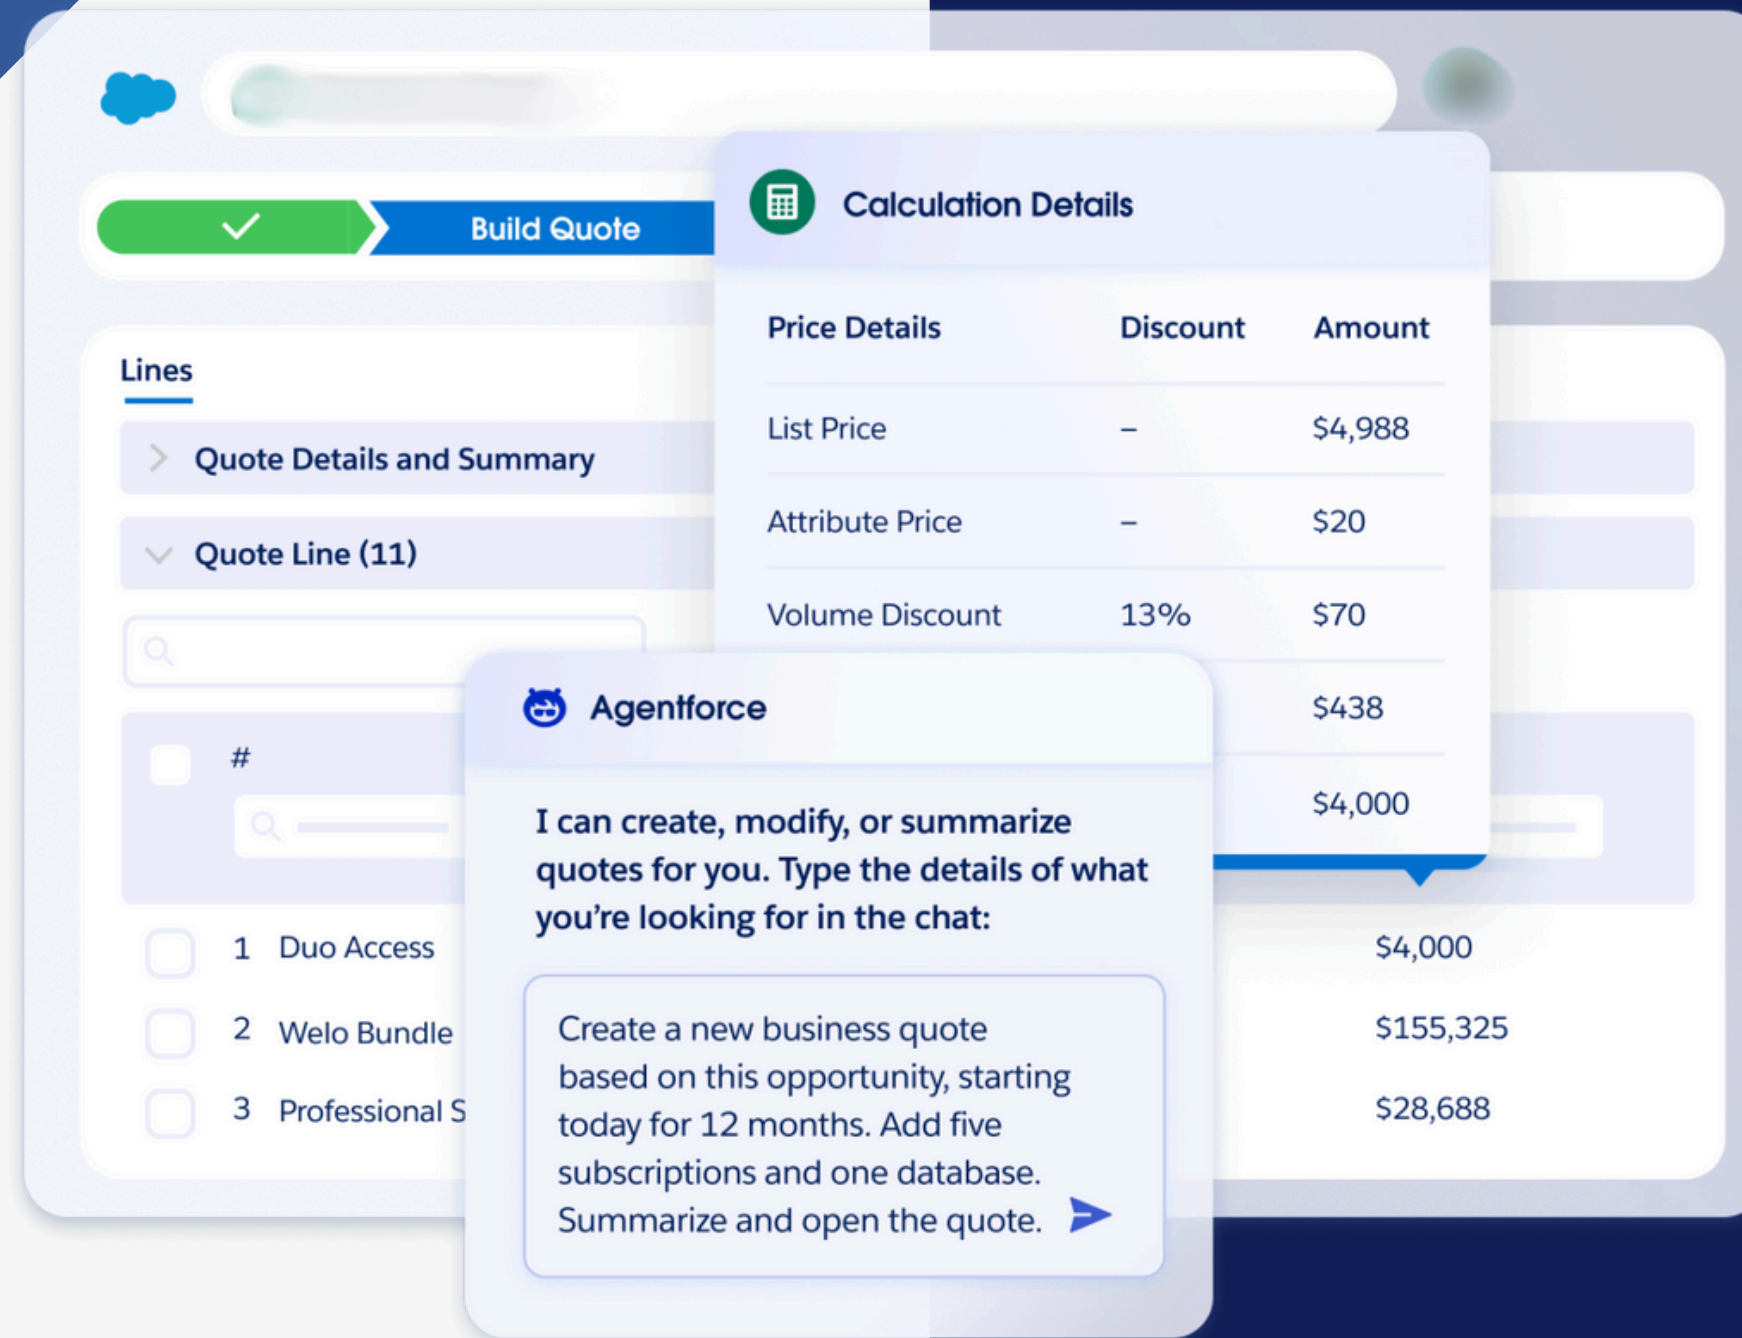 Build Quote
Calculation Details
Price Details Discount Amount
List Price – $4,988
Attribute Price – $20
Volume Discount 13% $70
$438
$4,000
Lines
Quote Details and Summary
Quote Line (11)
#
1 Duo Access $4,000
2 Welo Bundle $155,325
3 Professional S $28,688
Agentforce
I can create, modify, or summarize
quotes for you. Type the details of what
you’re looking for in the chat:
Create a new business quote
based on this opportunity, starting
today for 12 months. Add five
subscriptions and one database.
Summarize and open the quote.